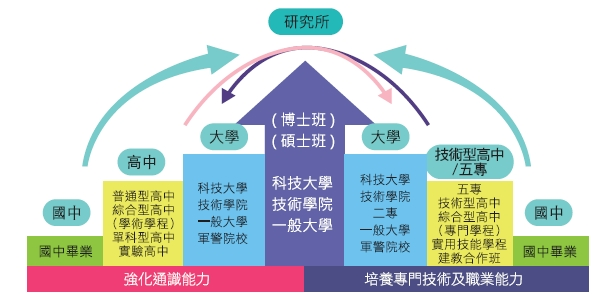 研究所
(博士班)
(碩士班)
科技大學
技術學院
一般大學
大學
科技大學
技術學院
一般大學
軍警院校
高中
普通型高中
綜合型高中
(學術學程)
單科型高中
實驗高中
國中
國中畢業
強化通識能力
大學
科技大學
技術學院
二專
一般大學
軍警院校
技術型高中
/五專
五專
技術型高中
綜合型高中
(專門學程)
實用技能學程
建教合作班
國中
國中畢業
培養專門技術及職業能力